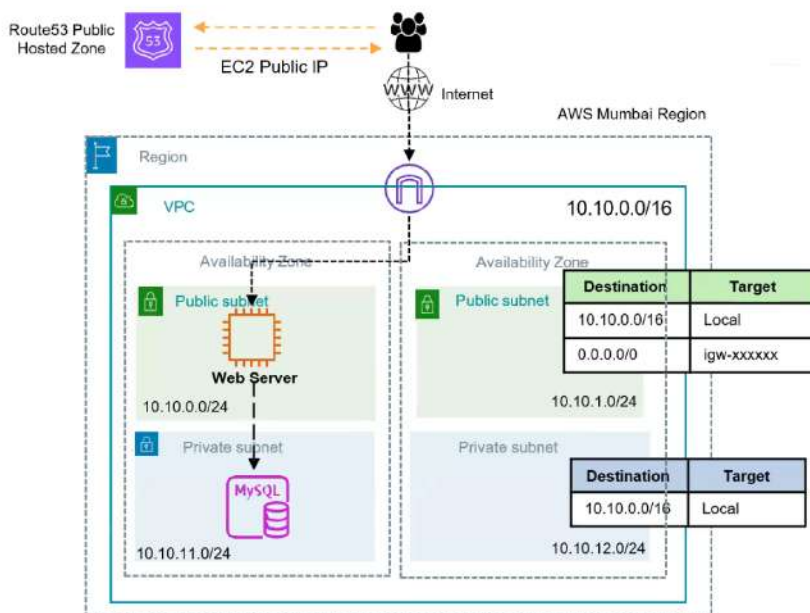 Route53 Public
Hosted Zone
53
EC2 Public IP
WWW
Internet
AWS Mumbai Region
Region
VPC
10.10.0.0/16
Availability Zone
Availability Zone
Public subnet
Public subnet
Destination Target
10.10.0.0/16 Local
0.0.0.0/0 igw-xxxxxx
Web Server
10.10.0.0/24
10.10.1.0/24
Private subnet
Private subnet
Destination Target
10.10.0.0/16 Local
MySQL
10.10.11.0/24
10.10.12.0/24